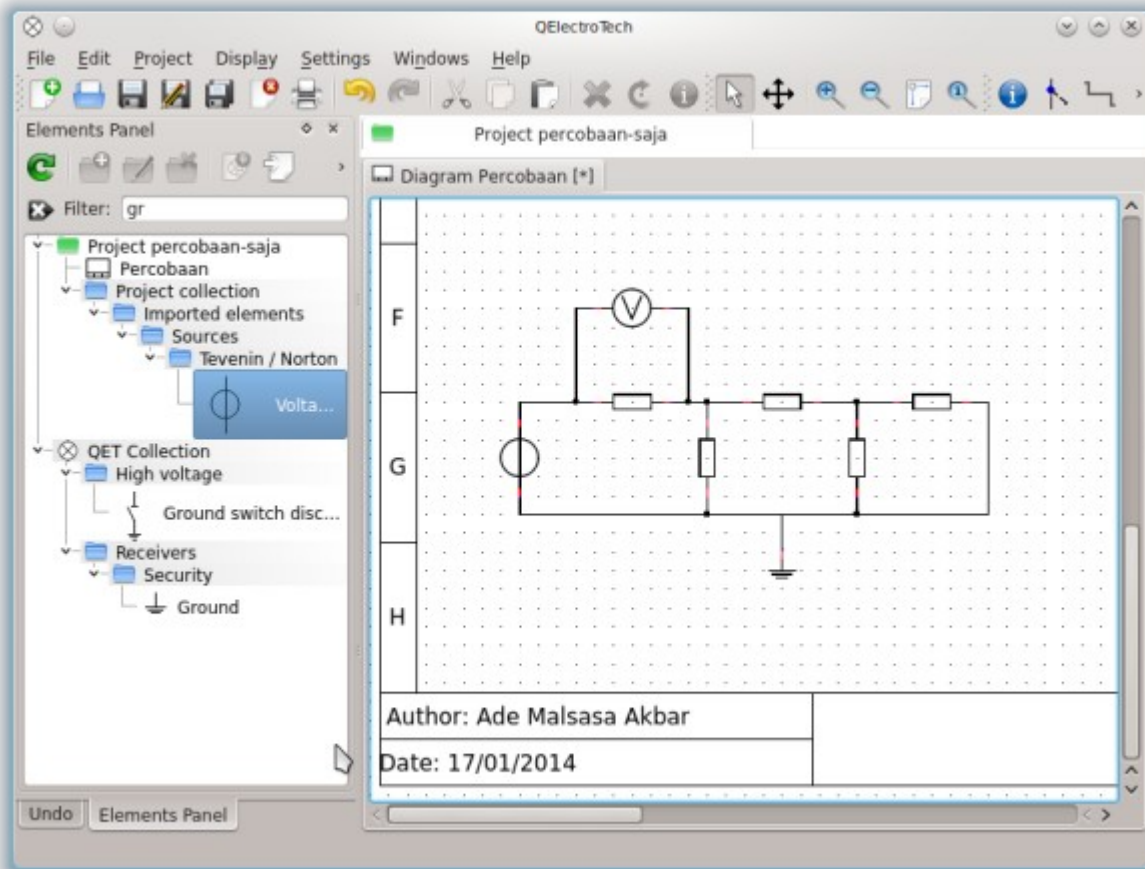 QElectroTech
File Edit Project Display Settings Windows Help
Elements Panel
Project percobaan-saja
Diagram Percobaan [*]
Filter: gr
Project percobaan-saja
Percobaan
Project collection
Imported elements
Sources
Tevenin / Norton
Volta...
QET Collection
High voltage
Ground switch disc...
Receivers
Security
Ground
F
V
G
H
Author: Ade Malsasa Akbar
Date: 17/01/2014
Undo Elements Panel